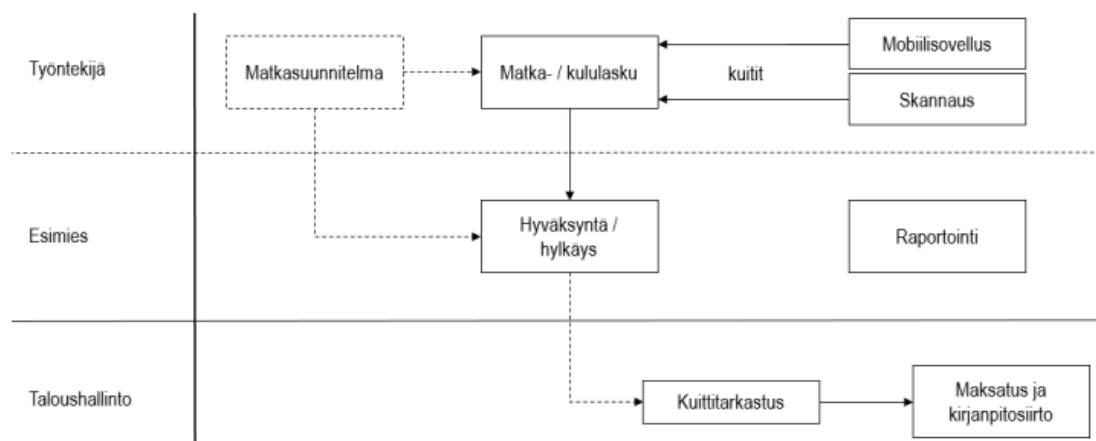 Työntekijä
Matkasuunnitelma
Matka- / kululasku
kuitit
Mobiilisovellus
Skannaus
Esimies
Hyväksyntä /
hylkäys
Raportointi
Taloushallinto
Kuittitarkastus
Maksatus ja
kirjanpitosiirto